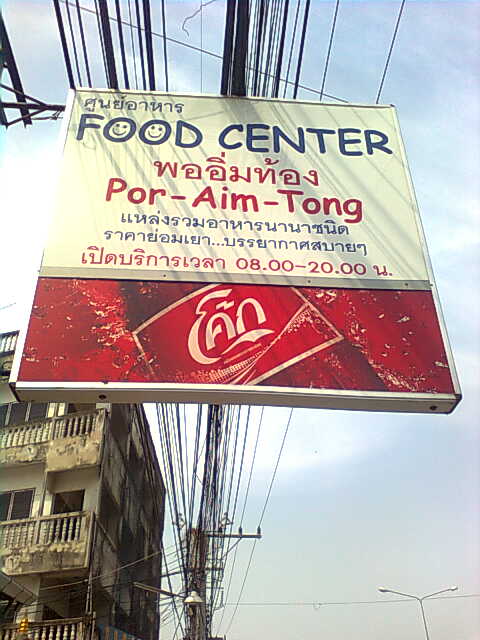 ศูนย์อาหาร
FOOD CENTER
พออิ่มท้อง
Por-Aim-Tong
แหล่งรวมอาหารนานาชนิด
ราคาย่อมเยา...บรรยากาศสบายๆ
เปิดบริการเวลา 08.00-20.00 น.
โค้ก